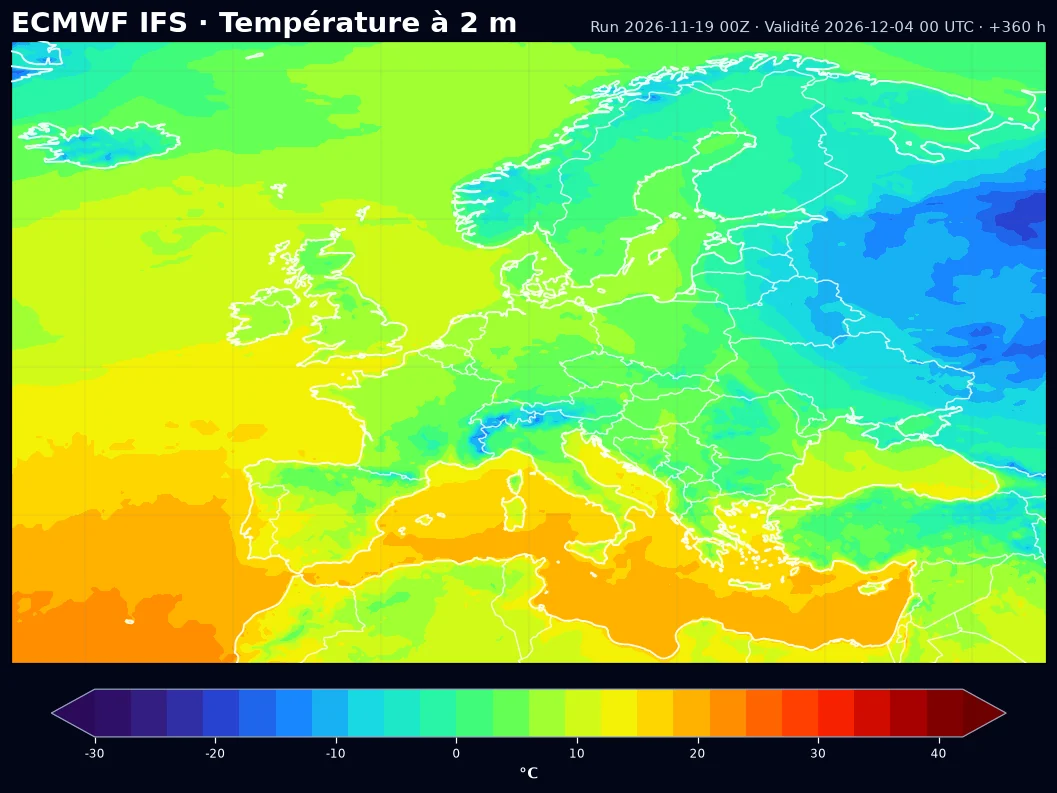 ECMWF IFS · Température à 2 m
Run 2026-11-19 00Z · Validité 2026-12-04 00 UTC · +360 h
-30 -20 -10 0 10 20 30 40
°C